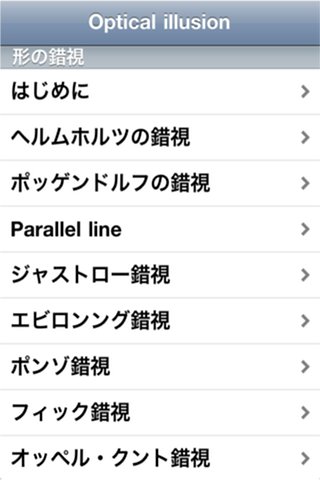 Optical illusion
形の錯視
はじめに
ヘルムホルツの錯視
ポッゲンドルフの錯視
Parallel line
ジャストロー錯視
エビロンング錯視
ポンゾ錯視
フィック錯視
オッペル・クント錯視